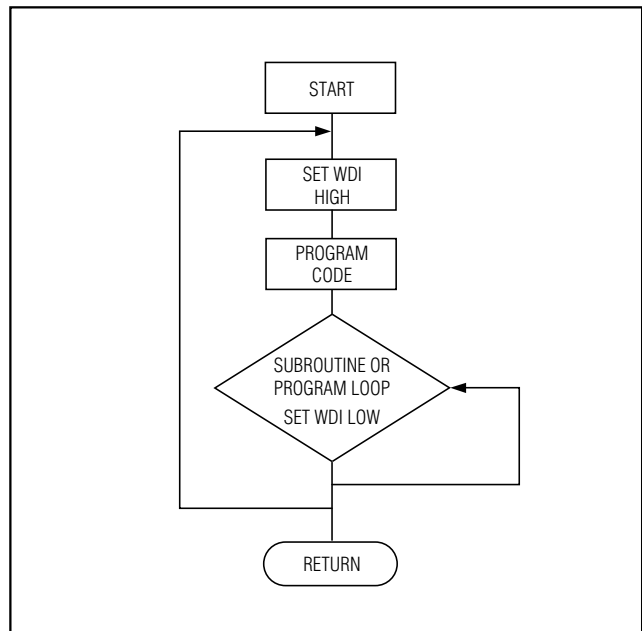 START
SET WDI
HIGH
PROGRAM
CODE
SUBROUTINE OR
PROGRAM LOOP
SET WDI LOW
RETURN